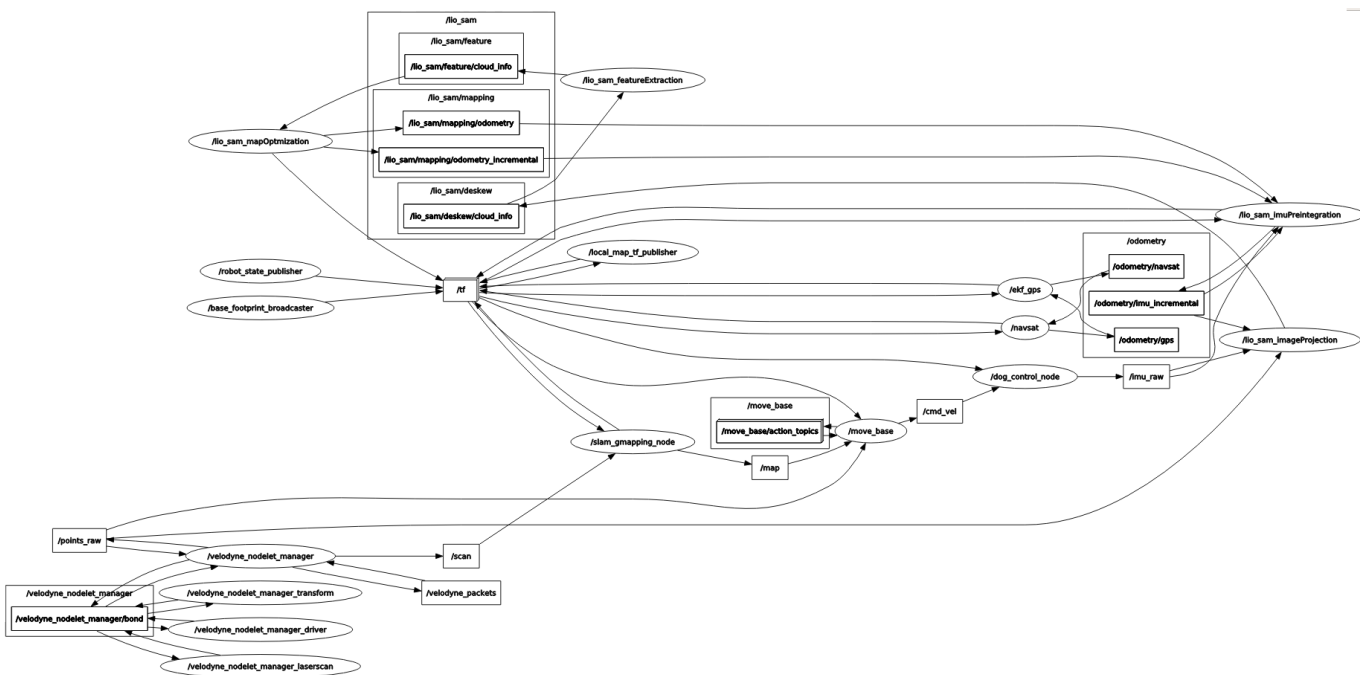 /lio_sam
/lio_sam/feature
/lio_sam/feature/cloud_info
/lio_sam_featureExtraction
/lio_sam/mapping
/lio_sam/mapping/odometry
/lio_sam_mapOptmization
/lio_sam/mapping/odometry_incremental
/lio_sam/deskew
/lio_sam/deskew/cloud_info
/lio_sam_imuPreintegration
/odometry
/local_map_tf_publisher
/robot_state_publisher
/odometry/navsat
/tf
/ekf_gps
/base_footprint_broadcaster
/odometry/imu_incremental
/navsat
/odometry/gps
/lio_sam_imageProjection
/dog_control_node
/imu_raw
/move_base
/cmd_vel
/move_base/action_topics
/move_base
/slam_gmapping_node
/map
/points_raw
/velodyne_nodelet_manager
/scan
/velodyne_packets
/velodyne_nodelet_manager
/velodyne_nodelet_manager_transform
/velodyne_nodelet_manager/bond
/velodyne_nodelet_manager_driver
/velodyne_nodelet_manager_laserscan